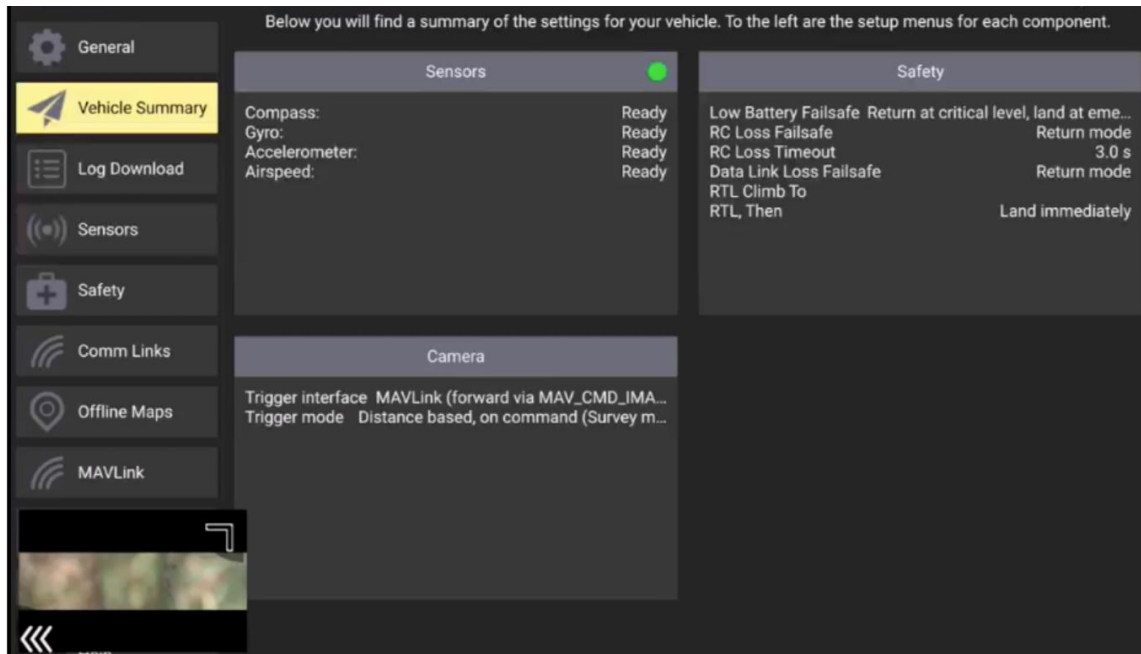 Below you will find a summary of the settings for your vehicle. To the left are the setup menus for each component.
General
Vehicle Summary
Log Download
Sensors
Safety
Comm Links
Offline Maps
MAVLink
Sensors
Compass: Ready
Gyro: Ready
Accelerometer: Ready
Airspeed: Ready
Safety
Low Battery Failsafe Return at critical level, land at eme...
RC Loss Failsafe Return mode
RC Loss Timeout 3.0 s
Data Link Loss Failsafe Return mode
RTL Climb To
RTL, Then Land immediately
Camera
Trigger interface MAVLink (forward via MAV_CMD_IMA...
Trigger mode Distance based, on command (Survey m...